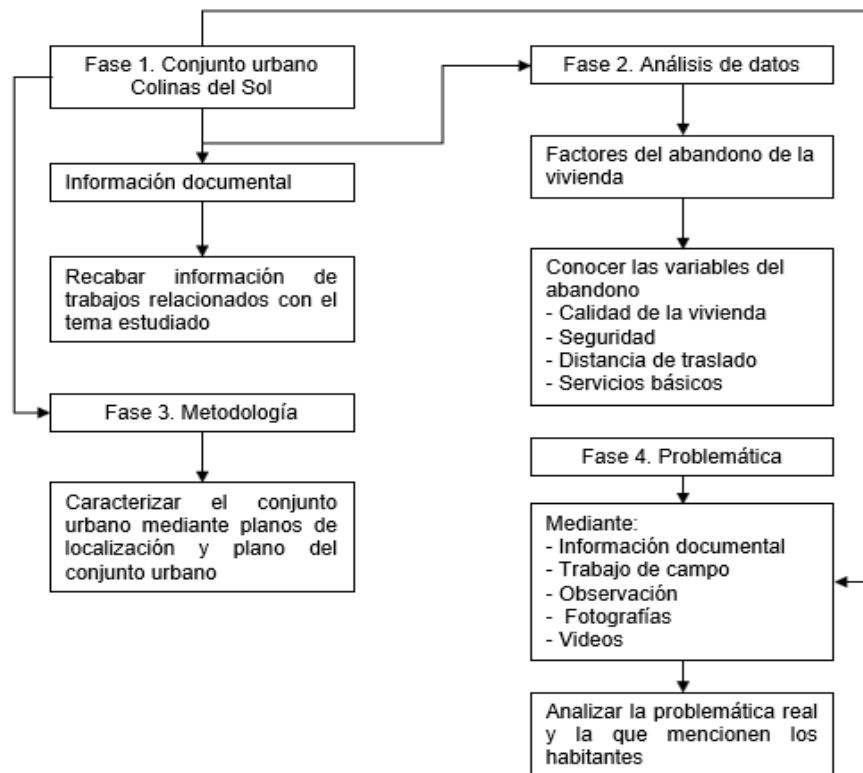 Fase 1. Conjunto urbano
Colinas del Sol
Información documental
Recabar información de
trabajos relacionados con el
tema estudiado
Fase 3. Metodología
Caracterizar el conjunto
urbano mediante planos de
localización y plano del
conjunto urbano
Fase 2. Análisis de datos
Factores del abandono de la
vivienda
Conocer las variables del
abandono
- Calidad de la vivienda
- Seguridad
- Distancia de traslado
- Servicios básicos
Fase 4. Problemática
Mediante:
- Información documental
- Trabajo de campo
- Observación
- Fotografías
- Videos
Analizar la problemática real
y la que mencionen los
habitantes